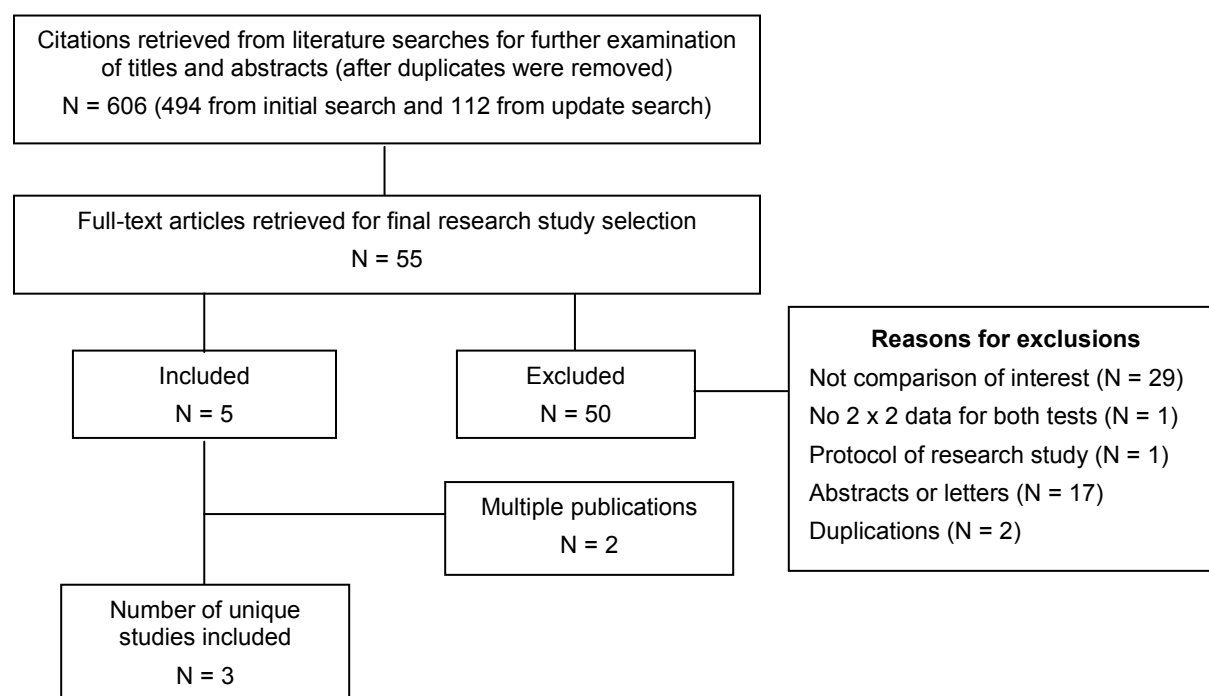 Citations retrieved from literature searches for further examination
of titles and abstracts (after duplicates were removed)
N = 606 (494 from initial search and 112 from update search)
Full-text articles retrieved for final research study selection
N = 55
Included
N = 5
Excluded
N = 50
Reasons for exclusions
Not comparison of interest (N = 29)
No 2 x 2 data for both tests (N = 1)
Protocol of research study (N = 1)
Abstracts or letters (N = 17)
Duplications (N = 2)
Multiple publications
N = 2
Number of unique
studies included
N = 3